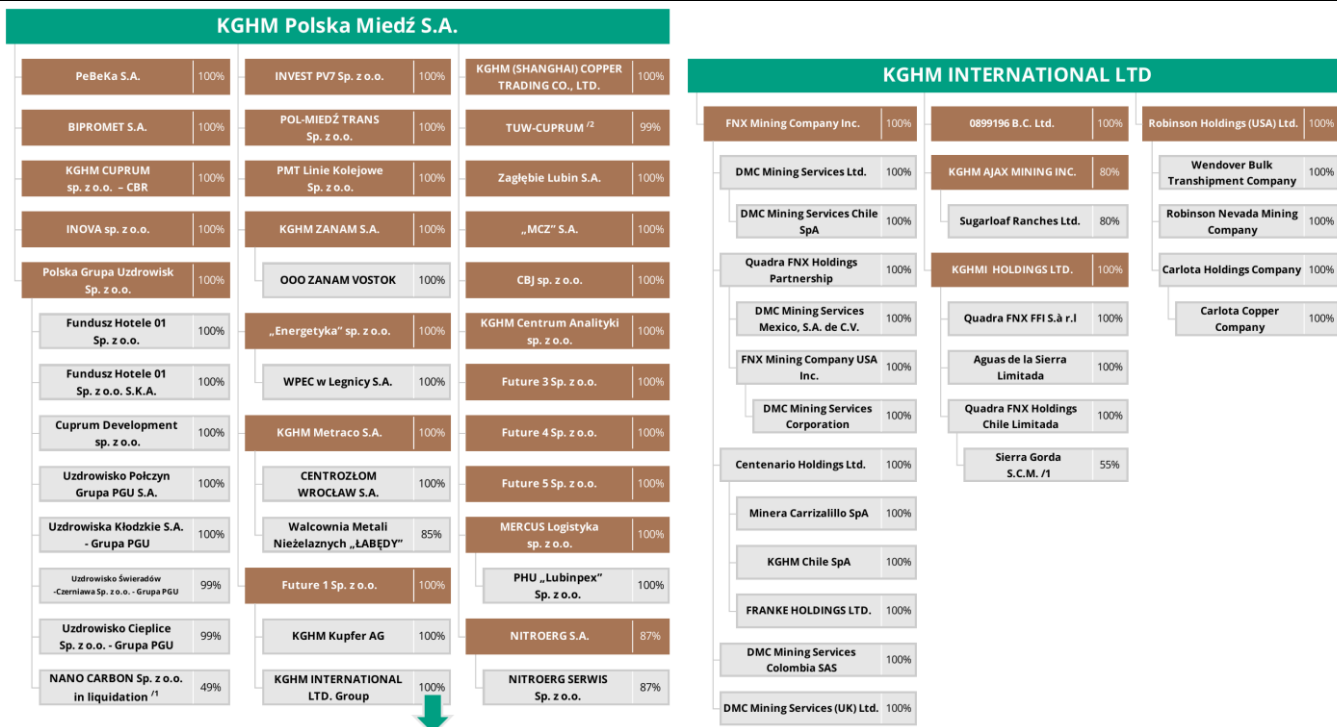 KGHM Polska Miedź S.A.
PeBeKa S.A.
100%
BIPROMET S.A.
100%
KGHM CUPRUM
sp. z o.o. – CBR
100%
INOVA sp. z o.o.
100%
Polska Grupa Uzdrowisk
Sp. z o.o.
100%
Fundusz Hotele 01
Sp. z o.o.
100%
Fundusz Hotele 01
Sp. z o.o. S.K.A.
100%
Cuprum Development
sp. z o.o.
100%
Uzdrowisko Połczyn
Grupa PGU S.A.
100%
Uzdrowiska Kłodzkie S.A.
- Grupa PGU
100%
Uzdrowisko Świeradów
-Czerniawa Sp. z o.o. - Grupa PGU
99%
Uzdrowisko Cieplice
Sp. z o.o. - Grupa PGU
99%
NANO CARBON Sp. z o.o.
in liquidation /1
49%
INVEST PV7 Sp. z o.o.
100%
POL-MIEDŹ TRANS
Sp. z o.o.
100%
PMT Linie Kolejowe
Sp. z o.o.
100%
KGHM ZANAM S.A.
100%
OOO ZANAM VOSTOK
100%
„Energetyka” sp. z o.o.
100%
WPEC w Legnicy S.A.
100%
KGHM Metraco S.A.
100%
CENTROZŁOM
WROCŁAW S.A.
100%
Walcownia Metali
Nieżelaznych „ŁABĘDY”
85%
Future 1 Sp. z o.o.
100%
KGHM Kupfer AG
100%
KGHM INTERNATIONAL
LTD. Group
100%
KGHM (SHANGHAI) COPPER
TRADING CO., LTD.
100%
TUW-CUPRUM /2
99%
Zagłębie Lubin S.A.
100%
„MCZ” S.A.
100%
CBJ sp. z o.o.
100%
KGHM Centrum Analityki
sp. z o.o.
100%
Future 3 Sp. z o.o.
100%
Future 4 Sp. z o.o.
100%
Future 5 Sp. z o.o.
100%
MERCUS Logistyka
sp. z o.o.
100%
PHU „Lubinpex”
Sp. z o.o.
100%
NITROERG S.A.
87%
NITROERG SERWIS
Sp. z o.o.
87%
KGHM INTERNATIONAL LTD
FNX Mining Company Inc.
100%
DMC Mining Services Ltd.
100%
DMC Mining Services Chile
SpA
100%
Quadra FNX Holdings
Partnership
100%
DMC Mining Services
Mexico, S.A. de C.V.
100%
FNX Mining Company USA
Inc.
100%
DMC Mining Services
Corporation
100%
Centenario Holdings Ltd.
100%
Minera Carrizalillo SpA
100%
KGHM Chile SpA
100%
FRANKE HOLDINGS LTD.
100%
DMC Mining Services
Colombia SAS
100%
DMC Mining Services (UK) Ltd.
100%
0899196 B.C. Ltd.
100%
KGHM AJAX MINING INC.
80%
Sugarloaf Ranches Ltd.
80%
KGHMI HOLDINGS LTD.
100%
Quadra FNX FFI S.à r.l
100%
Aguas de la Sierra
Limitada
100%
Quadra FNX Holdings
Chile Limitada
100%
Sierra Gorda
S.C.M. /1
55%
Robinson Holdings (USA) Ltd.
100%
Wendover Bulk
Transhipment Company
100%
Robinson Nevada Mining
Company
100%
Carlota Holdings Company
100%
Carlota Copper
Company
100%